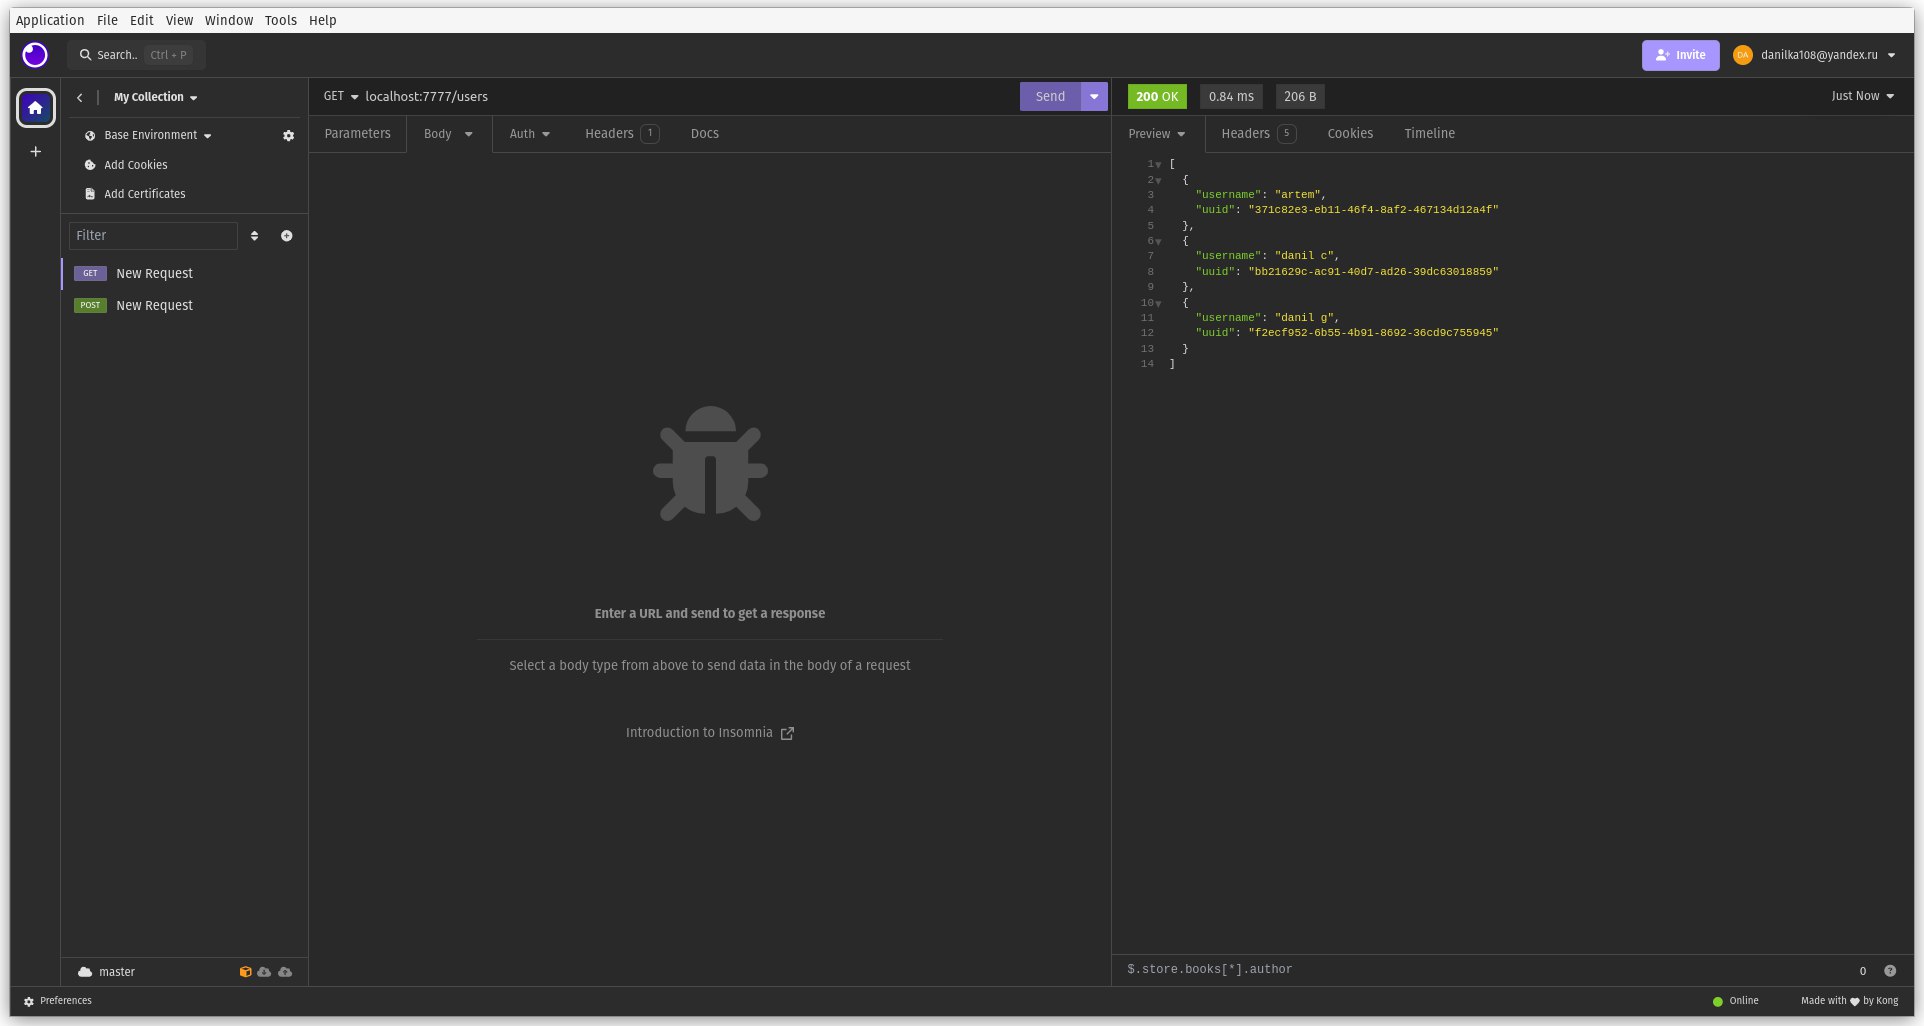 Application File Edit View Window Tools Help
Search.. Ctrl + P
Invite
DA danilka108@yandex.ru
My Collection
Base Environment
Add Cookies
Add Certificates
Filter
GET New Request
POST New Request
master
GET localhost:7777/users
Send
Parameters Body Auth Headers 1 Docs
Enter a URL and send to get a response
Select a body type from above to send data in the body of a request
Introduction to Insomnia
200 OK 0.84 ms 206 B
Just Now
Preview Headers 5 Cookies Timeline
1 [
2 {
3 "username": "artem",
4 "uuid": "371c82e3-eb11-46f4-8af2-467134d12a4f"
5 },
6 {
7 "username": "danil c",
8 "uuid": "bb21629c-ac91-40d7-ad26-39dc63018859"
9 },
10 {
11 "username": "danil g",
12 "uuid": "f2ecf952-6b55-4b91-8692-36cd9c755945"
13 }
14 ]
$.store.books[*].author
0 ?
Preferences
Online
Made with by Kong